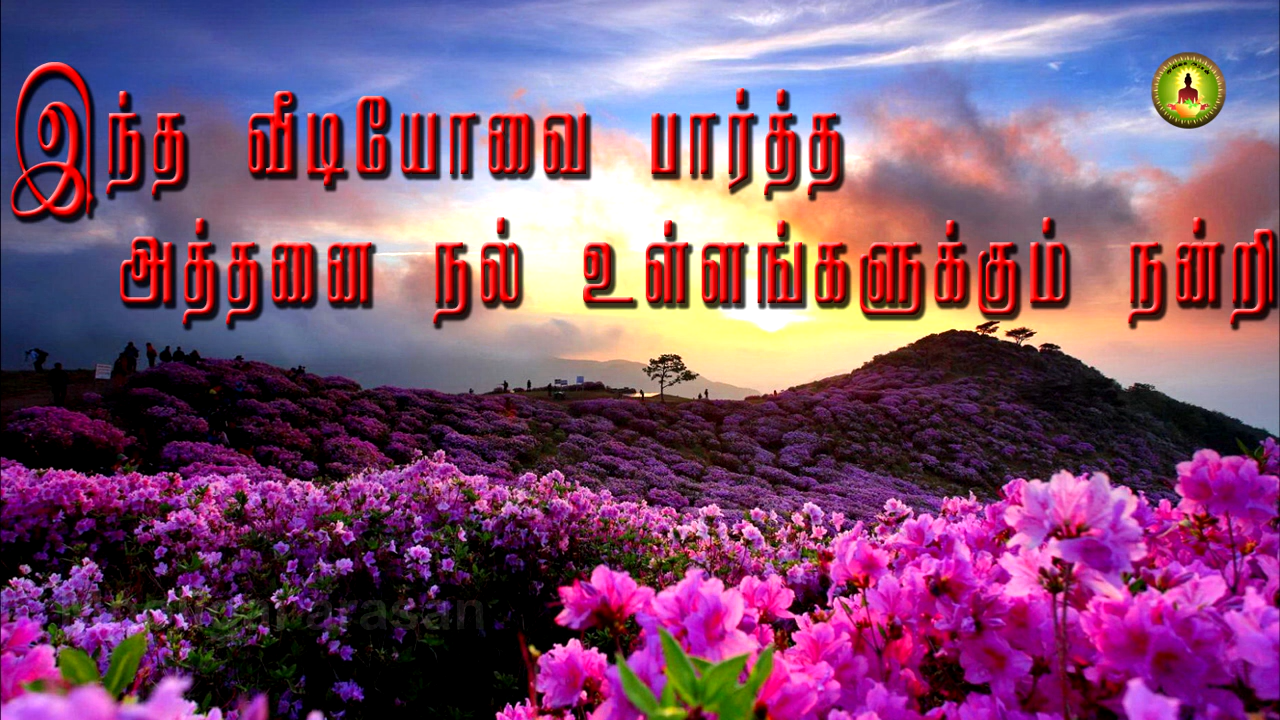 இந்த வீடியோவை பார்த்த
அத்தனை நல் உள்ளங்களுக்கும் நன்றி